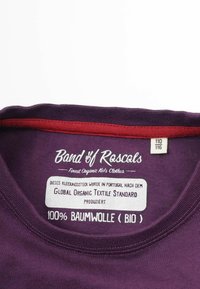 Band of Rascals
Finest Organic Kids Clothes
110
116
DIESES KLEIDUNGSSTÜCK WURDE IN PORTUGAL NACH DEM
GLOBAL ORGANIC TEXTILE STANDARD
PRODUZIERT
100% BAUMWOLLE ( BIO )